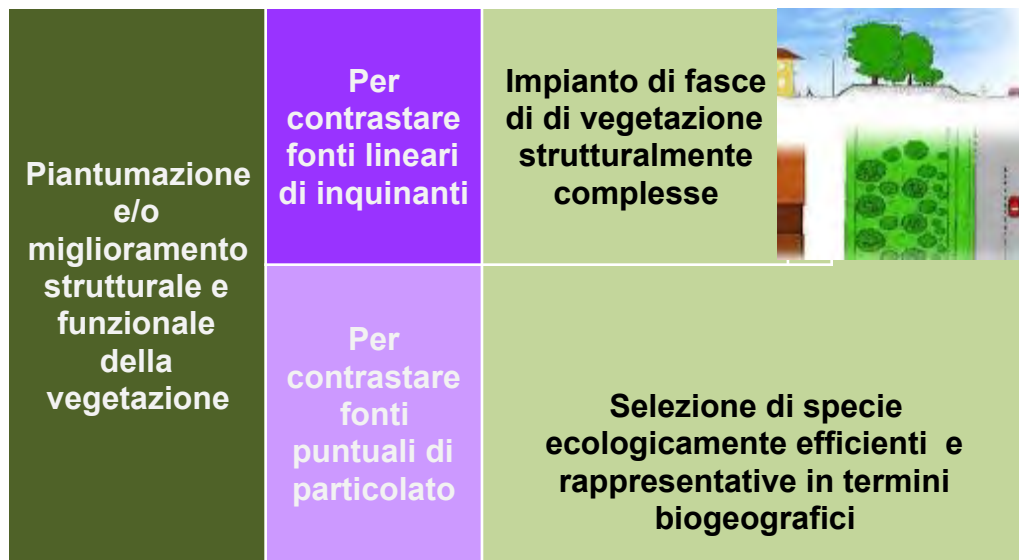 Piantumazione
e/o
miglioramento
strutturale e
funzionale
della
vegetazione
Per
contrastare
fonti lineari
di inquinanti
Impianto di fasce
di di vegetazione
strutturalmente
complesse
Per
contrastare
fonti
puntuali di
particolato
Selezione di specie
ecologicamente efficienti e
rappresentative in termini
biogeografici